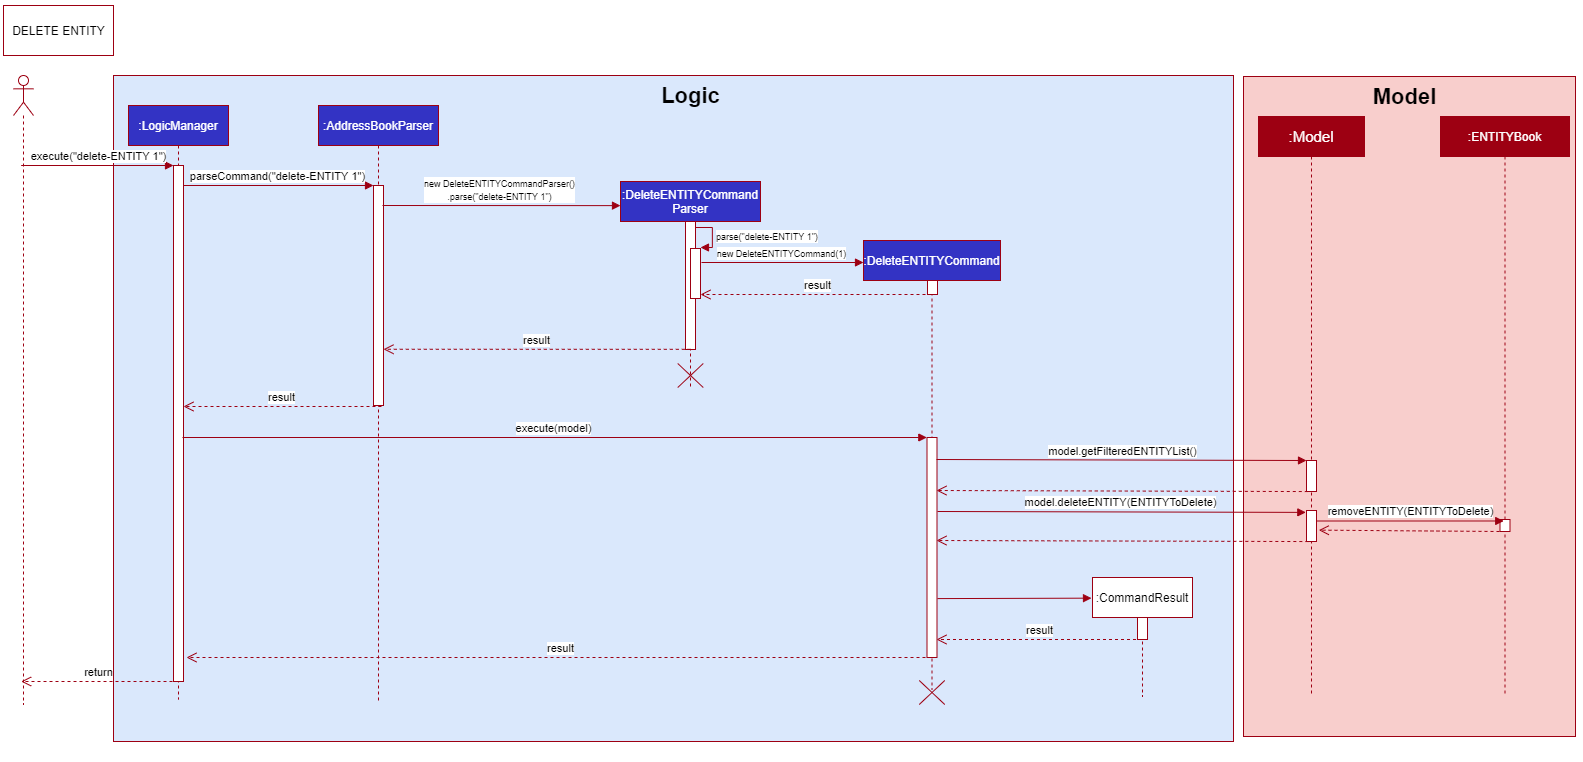 DELETE ENTITY
Logic
Model
:LogicManager
:AddressBookParser
:Model
:ENTITYBook
execute("delete-ENTITY 1")
parseCommand("delete-ENTITY 1")
new DeleteENTITYCommandParser()
.parse("delete-ENTITY 1")
:DeleteENTITYCommand
Parser
parse("delete-ENTITY 1")
new DeleteENTITYCommand(1)
:DeleteENTITYCommand
result
result
result
execute(model)
model.getFilteredENTITYList()
model.deleteENTITY(ENTITYToDelete)
removeENTITY(ENTITYToDelete)
:CommandResult
result
result
return